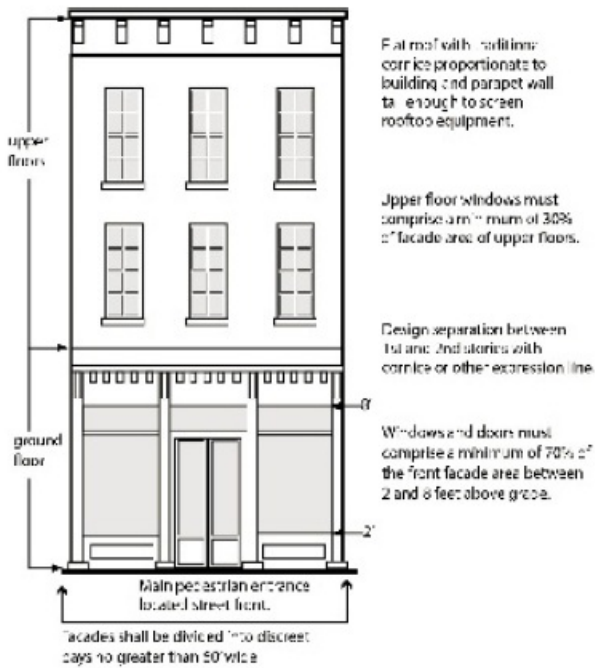 Flat roof with traditional
cornice proportionate to
building and parapet wall
tall enough to screen
rooftop equipment.
upper
floors
Upper floor windows must
comprise a minimum of 30%
of facade area of upper floors.
Design separation between
1st and 2nd stories with
cornice or other expression line
8'
ground
floor
Windows and doors must
comprise a minimum of 70% of
the front facade area between
2 and 8 feet above grade.
2'
Main pedestrian entrance
located street front.
Facades shall be divided into discreet
bays no greater than wide